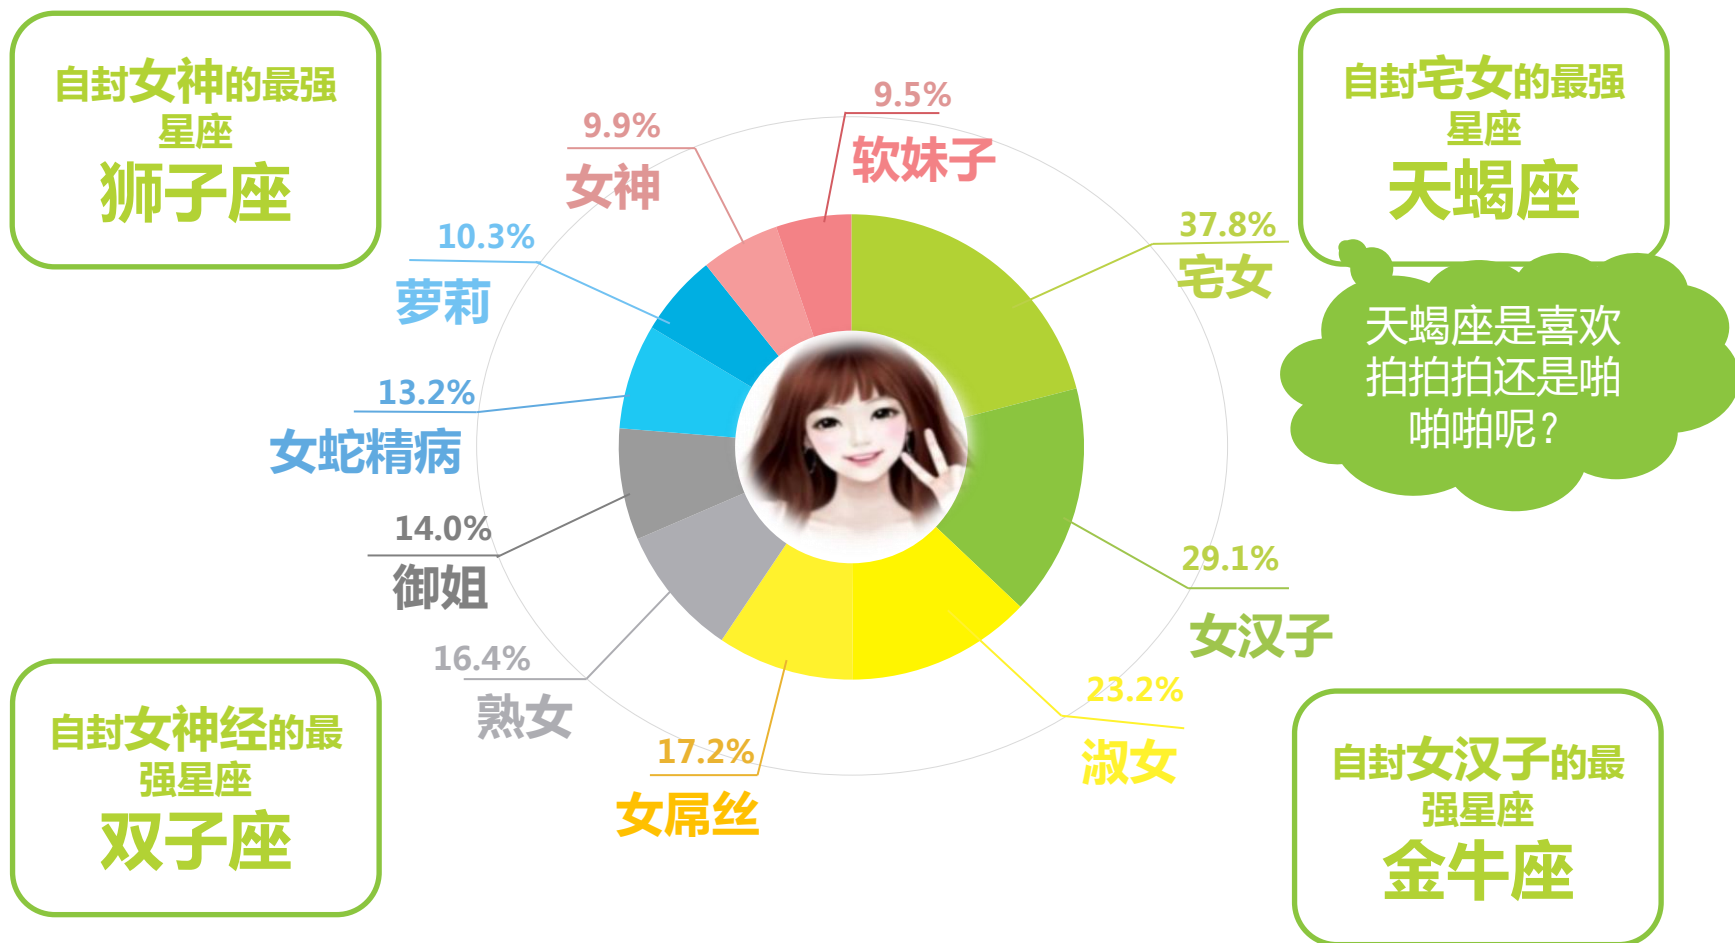 自封女神的最强
星座
狮子座
自封宅女的最强
星座
天蝎座
天蝎座是喜欢
拍拍拍还是啪
啪啪呢？
9.5%
软妹子
9.9%
女神
10.3%
萝莉
13.2%
女蛇精病
14.0%
御姐
16.4%
熟女
17.2%
女屌丝
37.8%
宅女
29.1%
女汉子
23.2%
淑女
自封女神经的最
强星座
双子座
自封女汉子的最
强星座
金牛座